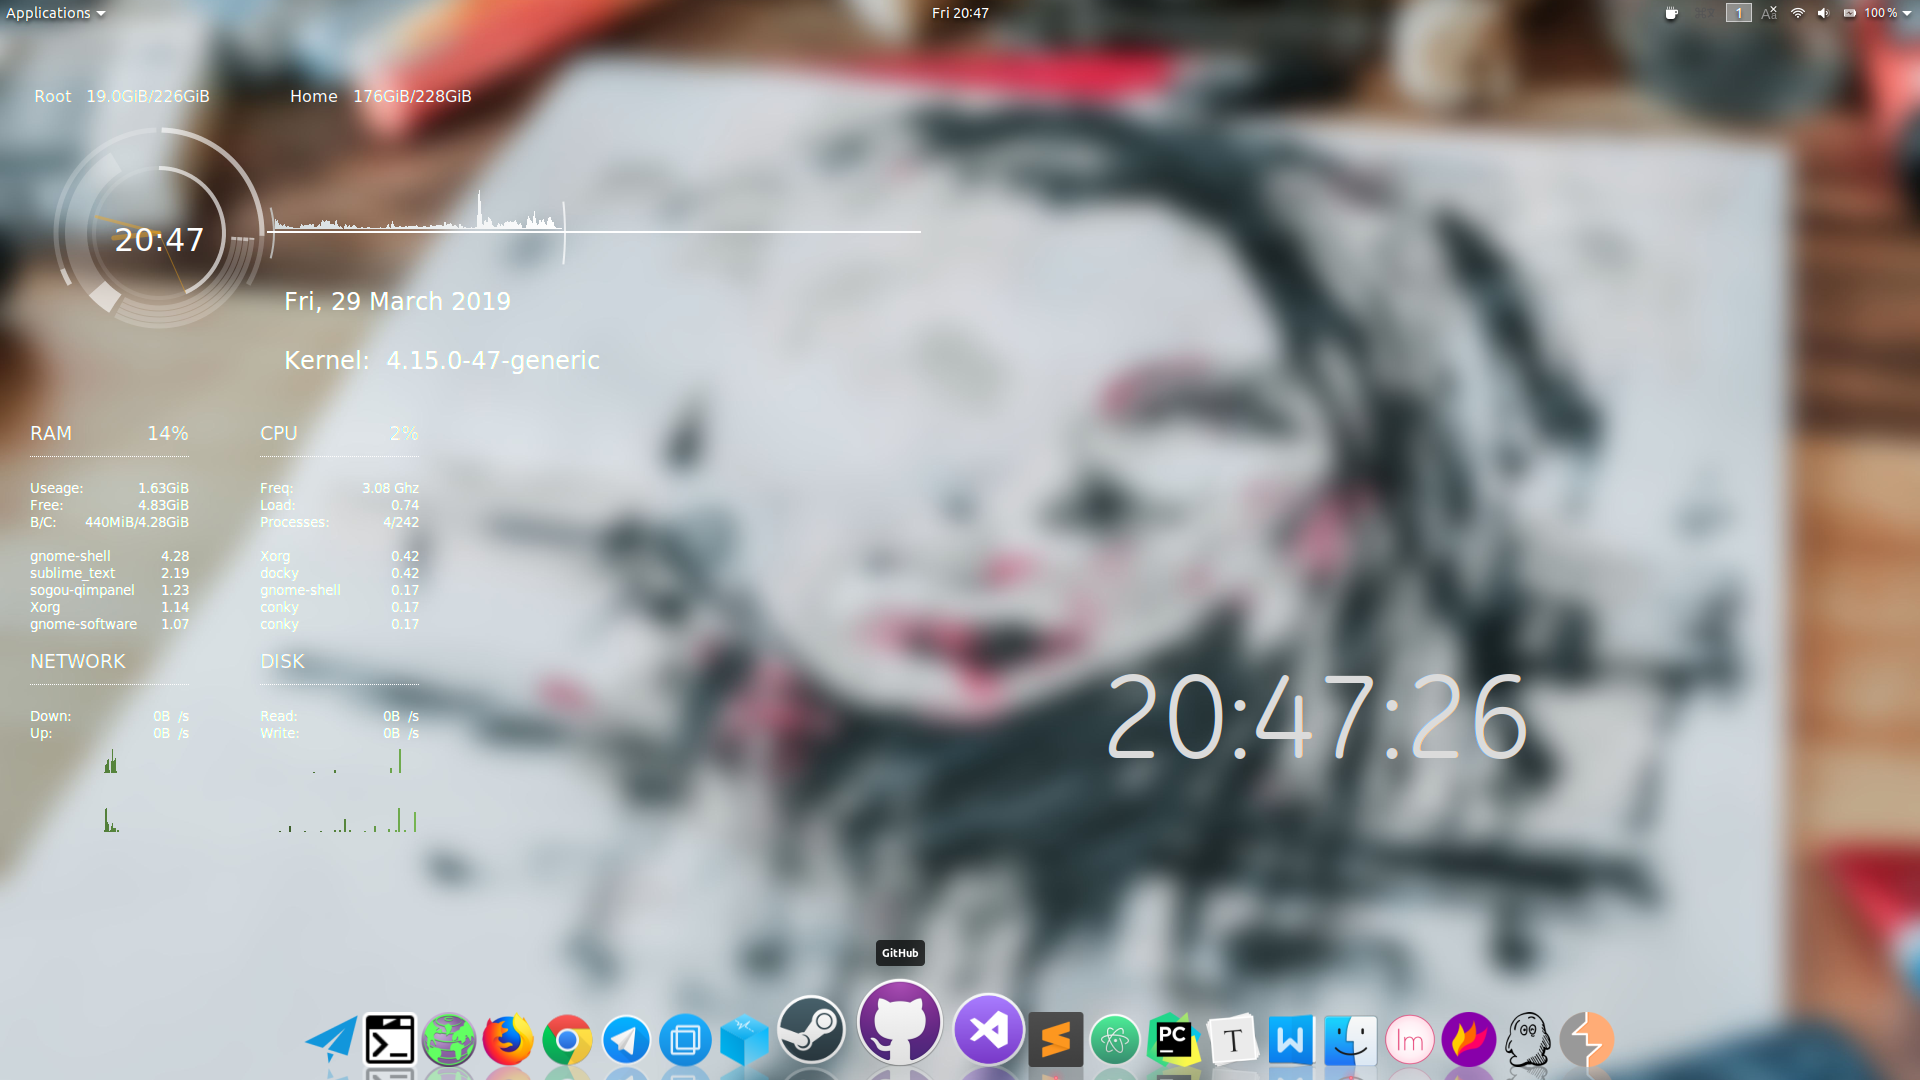 Applications
Fri 20:47
1
Aa
100 %
Root 19.0GiB/226GiB
Home 176GiB/228GiB
20:47
Fri, 29 March 2019
Kernel: 4.15.0-47-generic
RAM 14%
Useage: 1.63GiB
Free: 4.83GiB
B/C: 440MiB/4.28GiB
gnome-shell 4.28
sublime_text 2.19
sogou-qimpanel 1.23
Xorg 1.14
gnome-software 1.07
CPU 2%
Freq: 3.08 Ghz
Load: 0.74
Processes: 4/242
Xorg 0.42
docky 0.42
gnome-shell 0.17
conky 0.17
conky 0.17
NETWORK
Down: 0B /s
Up: 0B /s
DISK
Read: 0B /s
Write: 0B /s
20:47:26
GitHub
PC
T
W
Im